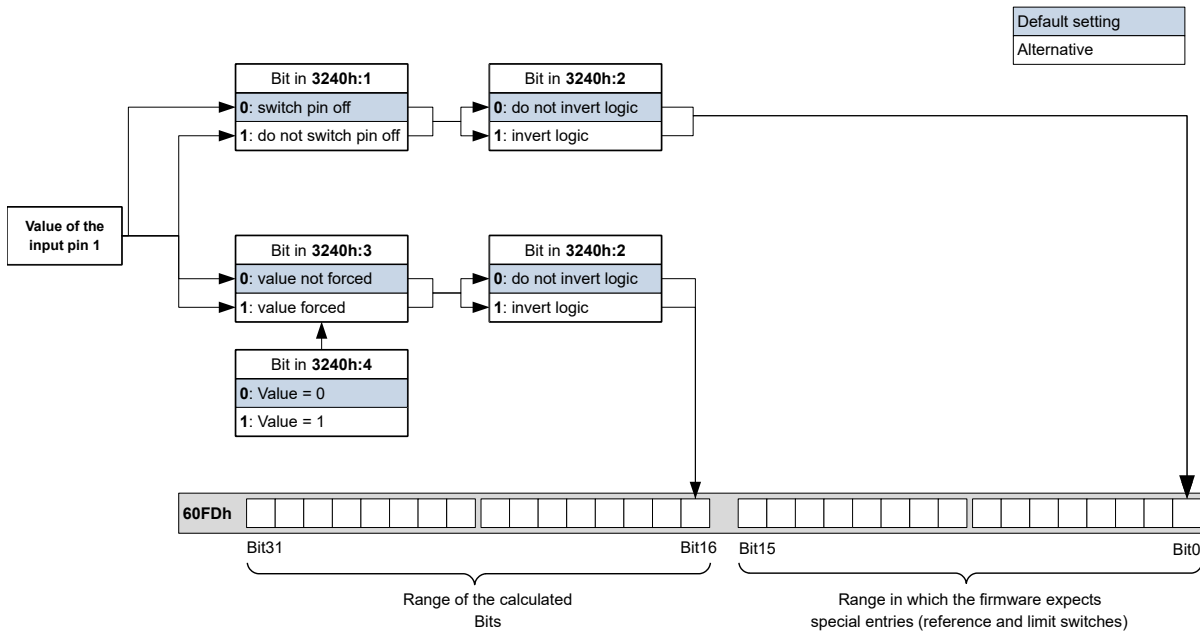 Default setting
Alternative
Bit in 3240h:1
0: switch pin off
1: do not switch pin off
Bit in 3240h:2
0: do not invert logic
1: invert logic
Value of the
input pin 1
Bit in 3240h:3
0: value not forced
1: value forced
Bit in 3240h:2
0: do not invert logic
1: invert logic
Bit in 3240h:4
0: Value = 0
1: Value = 1
60FDh
Bit31
Bit16
Bit15
Bit0
Range of the calculated
Bits
Range in which the firmware expects
special entries (reference and limit switches)